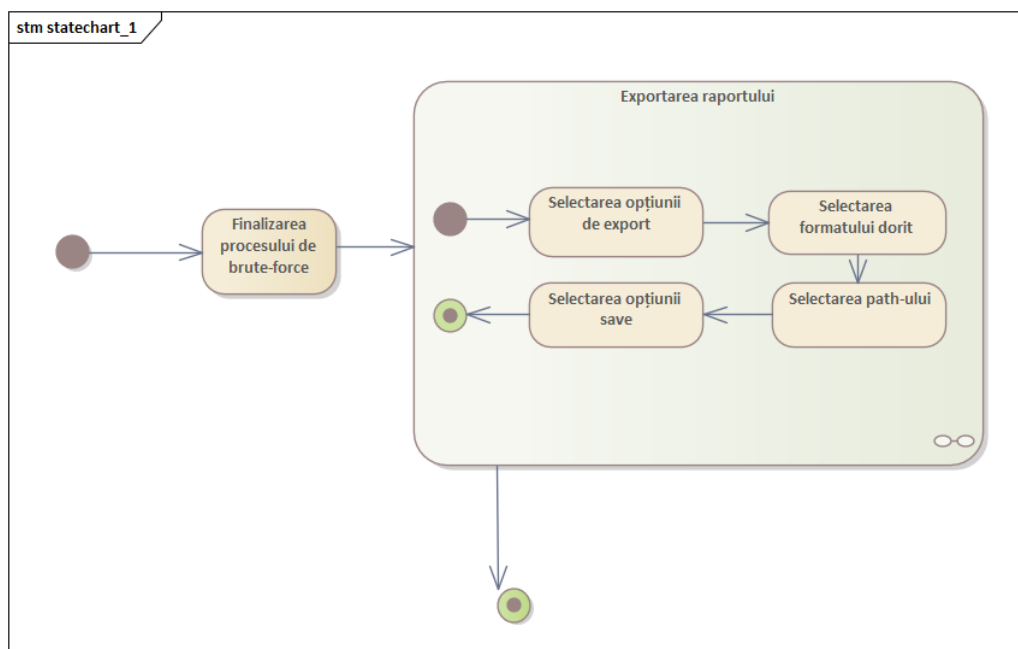 stm statechart_1
Exportarea raportului
Finalizarea
procesului de
brute-force
Selectarea opțiunii
de export
Selectarea
formatului dorit
Selectarea opțiunii
save
Selectarea path-ului